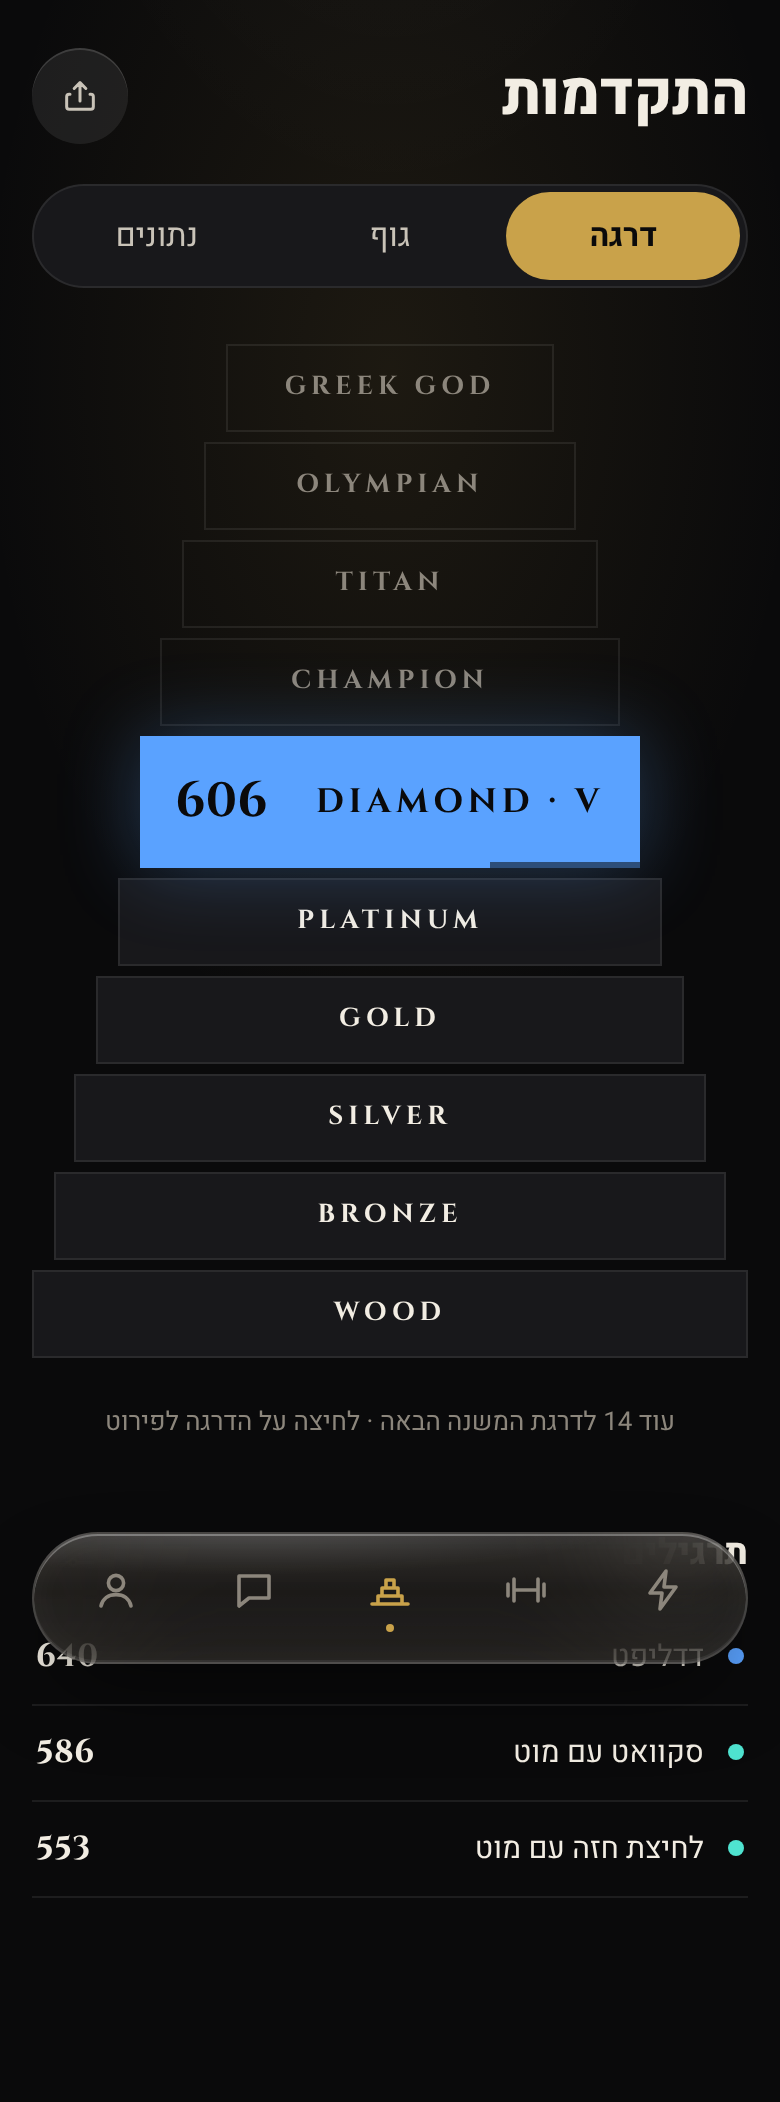 התקדמות
דרגה גוף נתונים
GREEK GOD
OLYMPIAN
TITAN
CHAMPION
606 DIAMOND · V
PLATINUM
GOLD
SILVER
BRONZE
WOOD
עוד 14 לדרגת המשנה הבאה · לחיצה על הדרגה לפירוט
דדליפט 640
סקוואט עם מוט 586
לחיצת חזה עם מוט 553